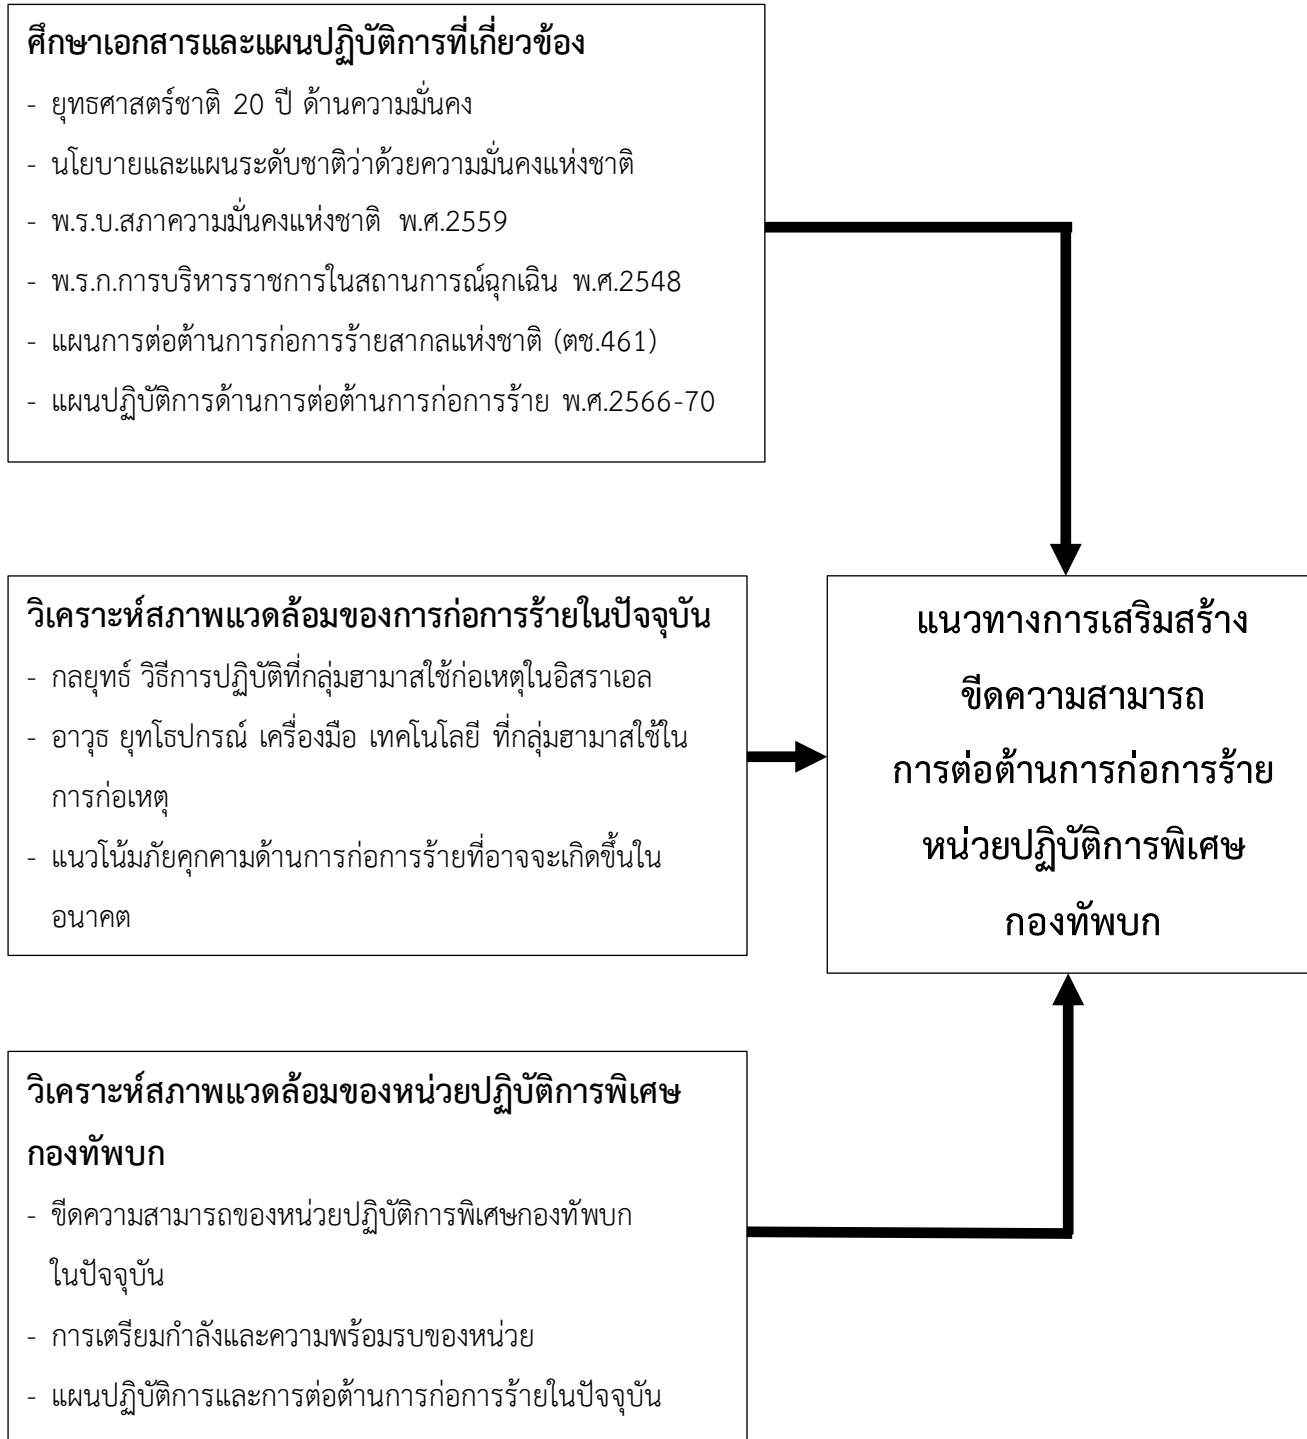 ศึกษาเอกสารและแผนปฏิบัติการที่เกี่ยวข้อง
- ยุทธศาสตร์ชาติ 20 ปี ด้านความมั่นคง
- นโยบายและแผนระดับชาติว่าด้วยความมั่นคงแห่งชาติ
- พ.ร.บ.สภาความมั่นคงแห่งชาติ พ.ศ.2559
- พ.ร.ก.การบริหารราชการในสถานการณ์ฉุกเฉิน พ.ศ.2548
- แผนการต่อต้านการก่อการร้ายสากลแห่งชาติ (ตช.461)
- แผนปฏิบัติการด้านการต่อต้านการก่อการร้าย พ.ศ.2566-70
วิเคราะห์สภาพแวดล้อมของการก่อการร้ายในปัจจุบัน
- กลยุทธ์ วิธีการปฏิบัติที่กลุ่มฮามาสใช้ก่อเหตุในอิสราเอล
- อาวุธ ยุทโธปกรณ์ เครื่องมือ เทคโนโลยี ที่กลุ่มฮามาสใช้ใน
การก่อเหตุ
- แนวโน้มภัยคุกคามด้านการก่อการร้ายที่อาจจะเกิดขึ้นใน
อนาคต
แนวทางการเสริมสร้าง
ขีดความสามารถ
การต่อต้านการก่อการร้าย
หน่วยปฏิบัติการพิเศษ
กองทัพบก
วิเคราะห์สภาพแวดล้อมของหน่วยปฏิบัติการพิเศษ
กองทัพบก
- ขีดความสามารถของหน่วยปฏิบัติการพิเศษกองทัพบก
ในปัจจุบัน
- การเตรียมกำลังและความพร้อมรบของหน่วย
- แผนปฏิบัติการและการต่อต้านการก่อการร้ายในปัจจุบัน